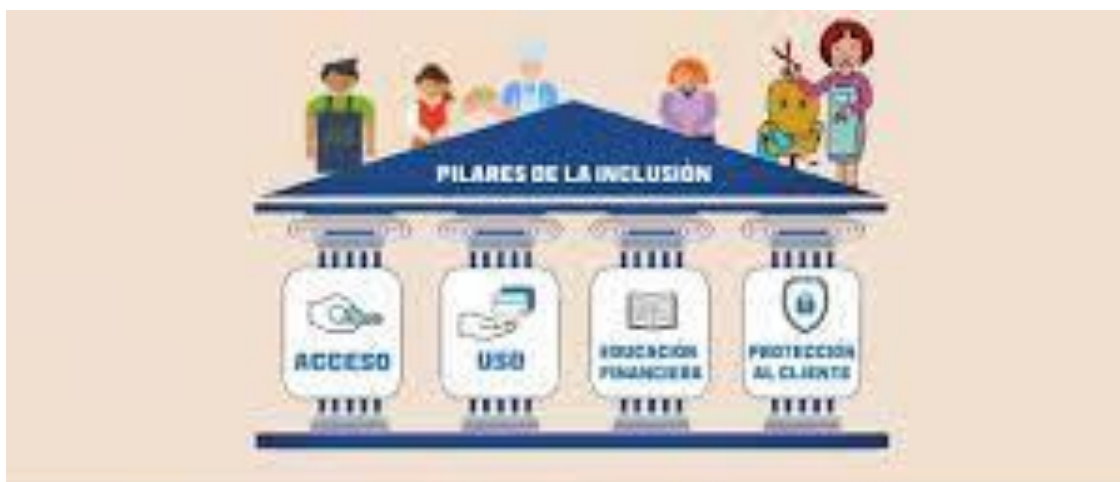 PILARES DE LA INCLUSIÓN
ACCESO
USO
EDUCACIÓN
FINANCIERA
PROTECCIÓN
AL CLIENTE